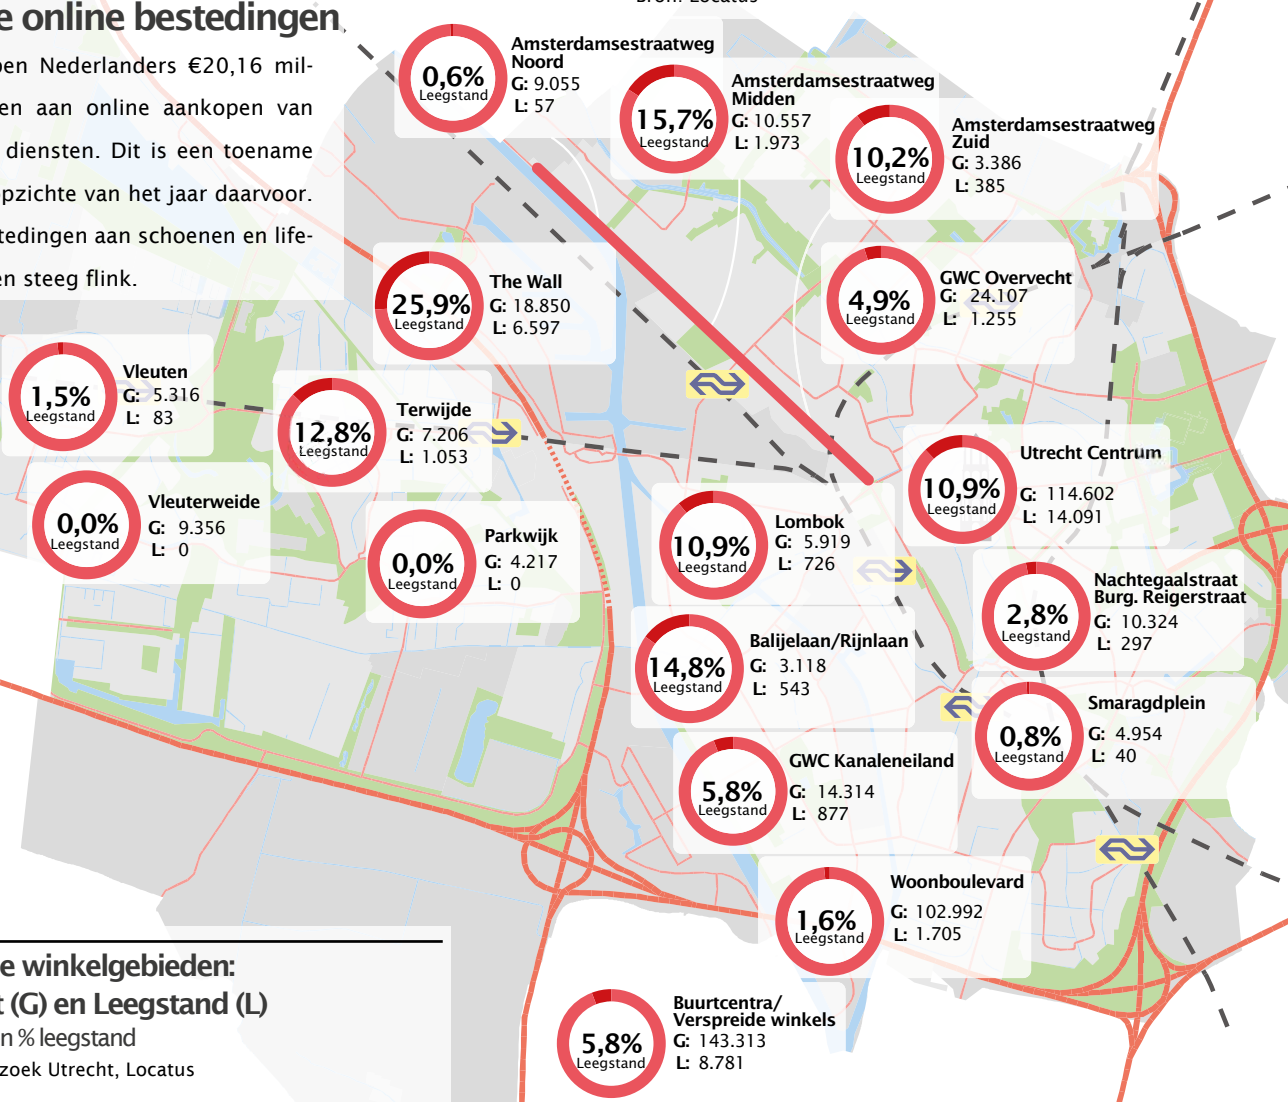 e online bestedingen
en Nederlanders €20,16 mil-
en aan online aankopen van
diensten. Dit is een toename
opzichte van het jaar daarvoor.
tedingen aan schoenen en life-
en steeg flink.
0,6%
Leegstand
Amsterdamsestraatweg
Noord
G: 9.055
L: 57
15,7%
Leegstand
Amsterdamsestraatweg
Midden
G: 10.557
L: 1.973
10,2%
Leegstand
Amsterdamsestraatweg
Zuid
G: 3.386
L: 385
25,9%
Leegstand
The Wall
G: 18.850
L: 6.597
4,9%
Leegstand
GWC Overvecht
G: 24.107
L: 1.255
1,5%
Leegstand
Vleuten
G: 5.316
L: 83
12,8%
Leegstand
Terwijde
G: 7.206
L: 1.053
0,0%
Leegstand
Vleuterweide
G: 9.356
L: 0
0,0%
Leegstand
Parkwijk
G: 4.217
L: 0
10,9%
Leegstand
Utrecht Centrum
G: 114.602
L: 14.091
10,9%
Leegstand
Lombok
G: 5.919
L: 726
2,8%
Leegstand
Nachtegaalstraat
Burg. Reigerstraat
G: 10.324
L: 297
14,8%
Leegstand
Balijelaan/Rijnlaan
G: 3.118
L: 543
0,8%
Leegstand
Smaragdplein
G: 4.954
L: 40
5,8%
Leegstand
GWC Kanaleneiland
G: 14.314
L: 877
1,6%
Leegstand
Woonboulevard
G: 102.992
L: 1.705
5,8%
Leegstand
Buurtcentra/
Verspreide winkels
G: 143.313
L: 8.781
e winkelgebieden:
t (G) en Leegstand (L)
n % leegstand
zoek Utrecht, Locatus